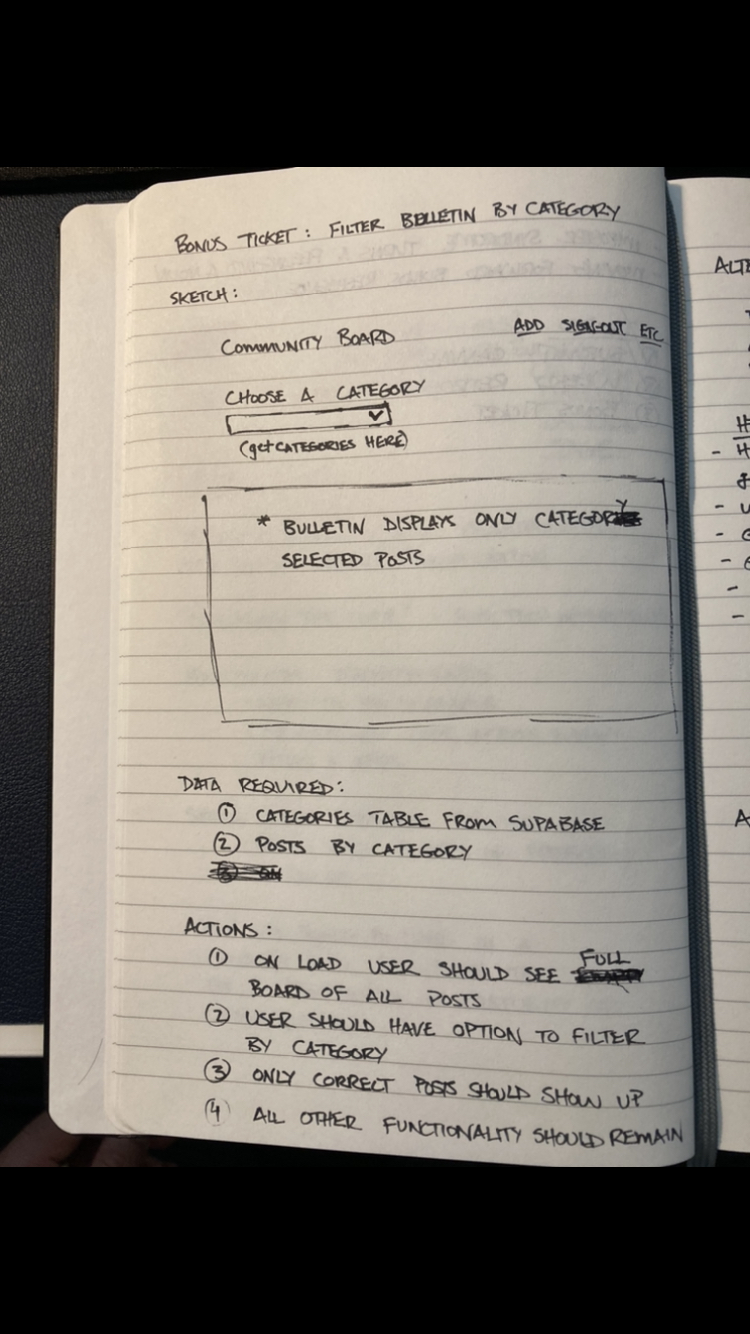 BONUS TICKET: FILTER BELLETIN BY CATEGORY
SKETCH:
COMMUNITY BOARD
ADD SIGNOUT ETC
CHOOSE A CATEGORY
(get CATEGORIES HERE)
* BULLETIN DISPLAYS ONLY CATEGORY
SELECTED POSTS
DATA REQUIRED:
① CATEGORIES TABLE FROM SUPABASE
② POSTS BY CATEGORY
ACTIONS:
① ON LOAD USER SHOULD SEE FULL
BOARD OF ALL POSTS
② USER SHOULD HAVE OPTION TO FILTER
BY CATEGORY
③ ONLY CORRECT POSTS SHOULD SHOW UP
④ ALL OTHER FUNCTIONALITY SHOULD REMAIN